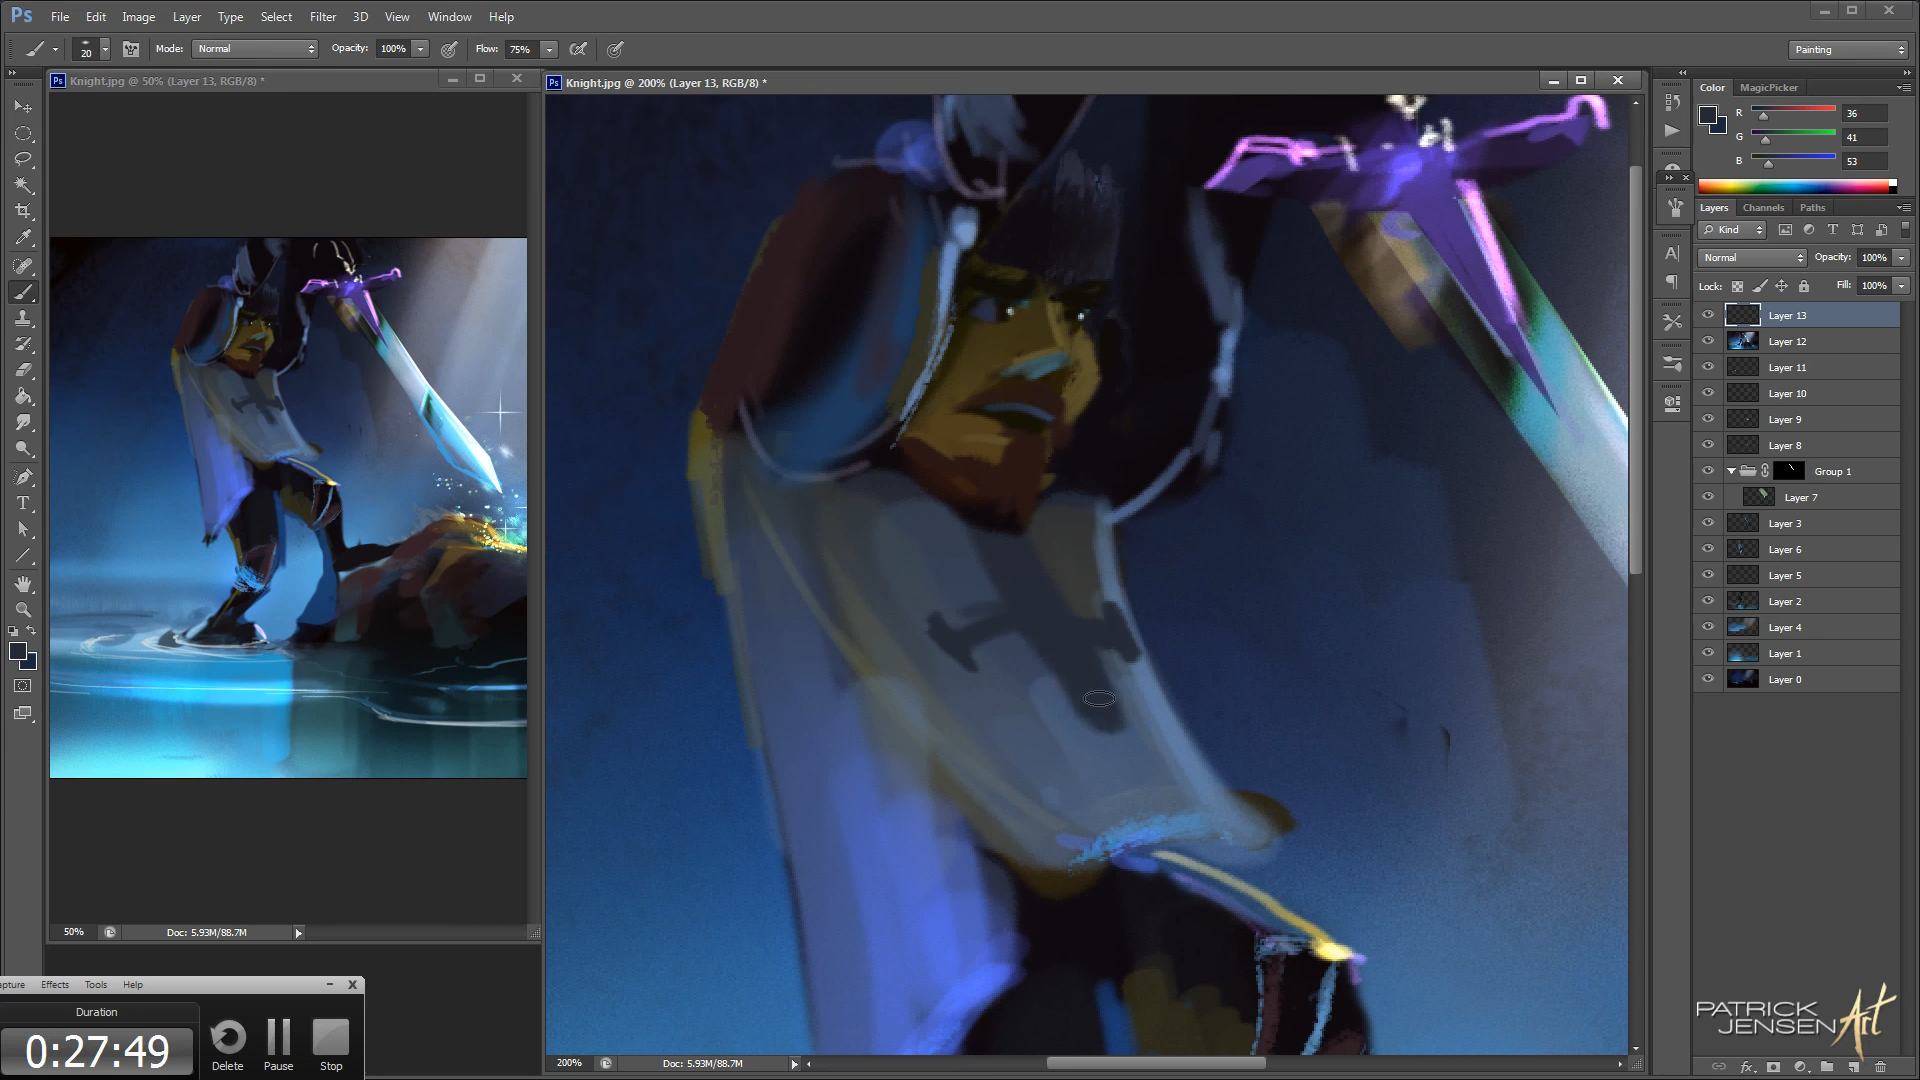 Ps File Edit Image Layer Type Select Filter 3D View Window Help
20 Mode: Normal Opacity: 100% Flow: 75% Painting
Ps Knight.jpg @ 50% (Layer 13, RGB/8) *
Ps Knight.jpg @ 200% (Layer 13, RGB/8) *
Color MagicPicker
R 36
G 41
B 53
Layers Channels Paths
Kind
Normal Opacity: 100%
Lock: Fill: 100%
Layer 13
Layer 12
Layer 11
Layer 10
Layer 9
Layer 8
Group 1
Layer 7
Layer 3
Layer 6
Layer 5
Layer 2
Layer 4
Layer 1
Layer 0
50% Doc: 5.93M/88.7M
apture Effects Tools Help
Duration
0:27:49
Delete Pause Stop
200% Doc: 5.93M/88.7M
PATRICK
JENSEN Art